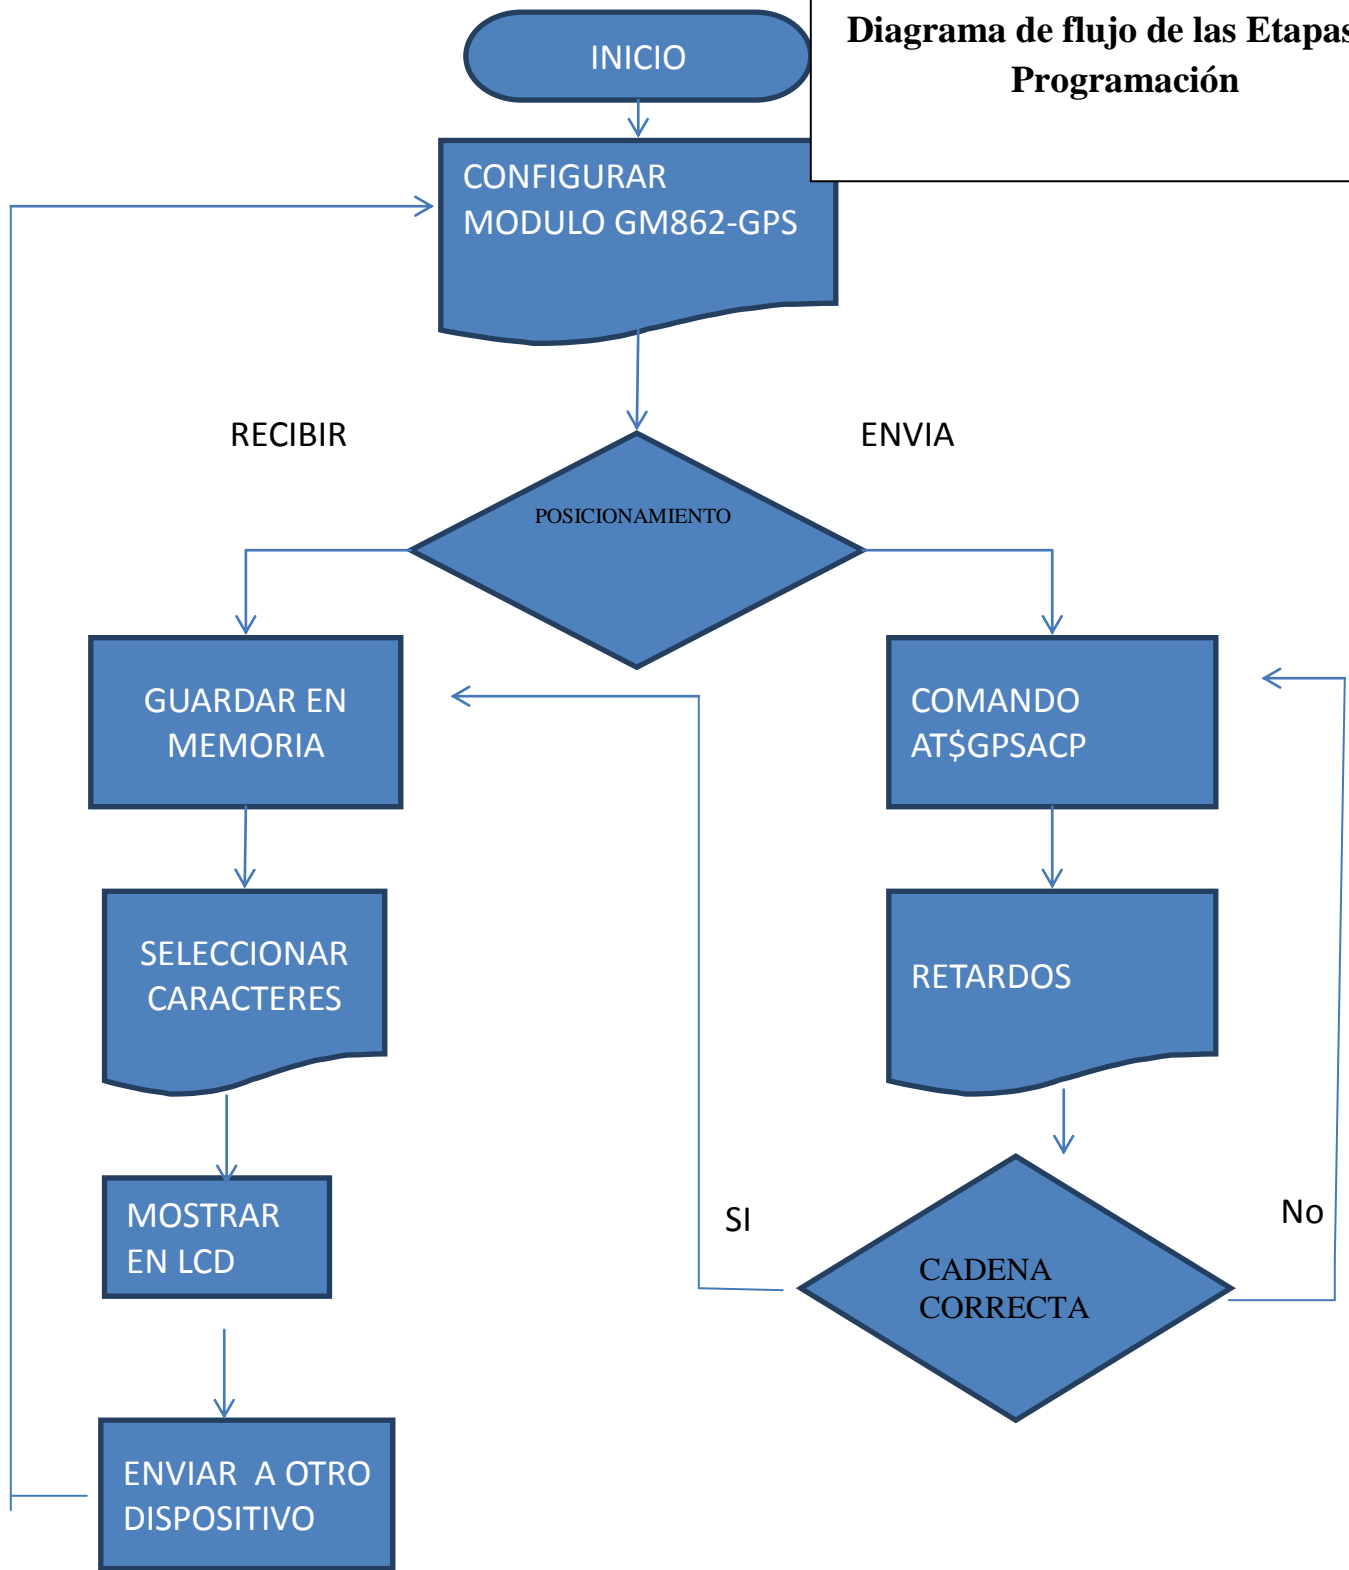 Diagrama de flujo de las Etapas
Programación
INICIO
CONFIGURAR
MODULO GM862-GPS
RECIBIR
ENVIA
POSICIONAMIENTO
GUARDAR EN
MEMORIA
COMANDO
AT$GPSACP
SELECCIONAR
CARACTERES
RETARDOS
MOSTRAR
EN LCD
SI
No
CADENA
CORRECTA
ENVIAR  A OTRO
DISPOSITIVO